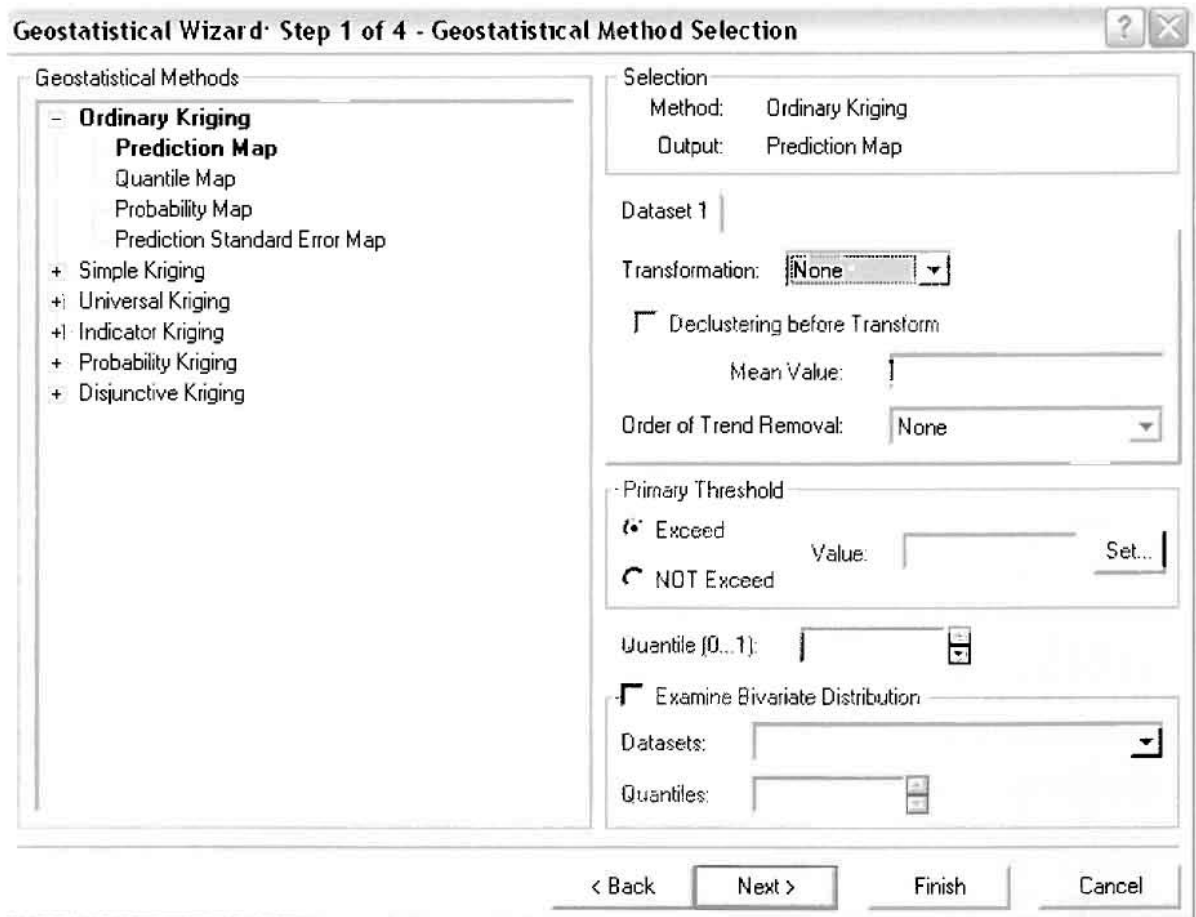 Geostatistical Wizard: Step 1 of 4 - Geostatistical Method Selection
Geostatistical Methods
Ordinary Kriging
Prediction Map
Quantile Map
Probability Map
Prediction Standard Error Map
Simple Kriging
Universal Kriging
Indicator Kriging
Probability Kriging
Disjunctive Kriging
Selection
Method: Ordinary Kriging
Output: Prediction Map
Dataset 1
Transformation: None
Declustering before Transform
Mean Value:
Order of Trend Removal: None
Primary Threshold
Exceed
Value: Set...
NOT Exceed
Quantile (0...1):
Examine Bivariate Distribution
Datasets:
Quantiles:
< Back Next > Finish Cancel